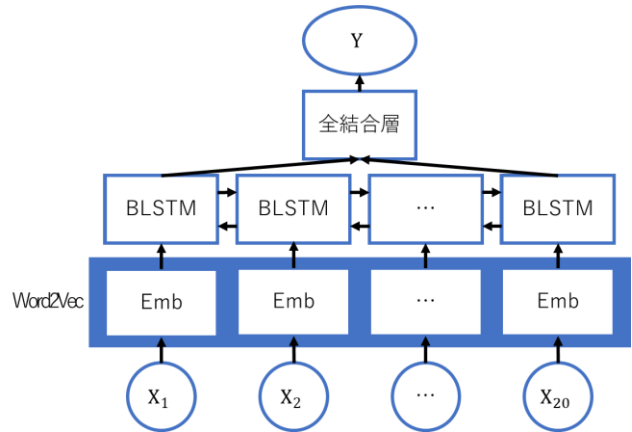 Y
全結合層
BLSTM BLSTM … BLSTM
Word2Vec Emb Emb … Emb
X₁ X₂ … X₂₀